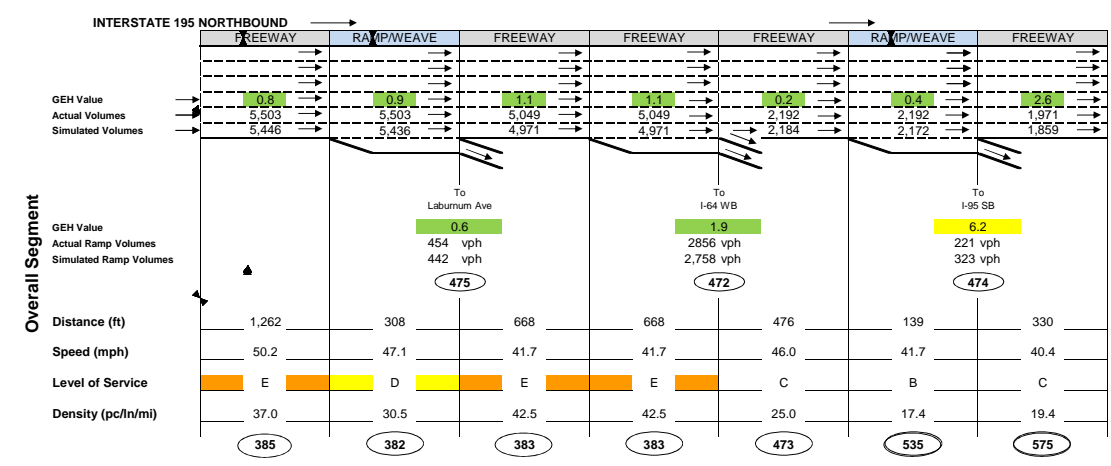 INTERSTATE 195 NORTHBOUND
FREEWAY RAMP/WEAVE FREEWAY FREEWAY FREEWAY RAMP/WEAVE FREEWAY
GEH Value 0.8 0.9 1.1 1.1 0.2 0.4 2.6
Actual Volumes 5,503 5,503 5,049 5,049 2,192 2,192 1,971
Simulated Volumes 5,446 5,436 4,971 4,971 2,184 2,172 1,859
To To To
Laburnum Ave I-64 WB I-95 SB
GEH Value 0.6 1.9 6.2
Actual Ramp Volumes 454 vph 2856 vph 221 vph
Simulated Ramp Volumes 442 vph 2,758 vph 323 vph
475 472 474
Overall Segment
Distance (ft) 1,262 308 668 668 476 139 330
Speed (mph) 50.2 47.1 41.7 41.7 46.0 41.7 40.4
Level of Service E D E E C B C
Density (pc/ln/mi) 37.0 30.5 42.5 42.5 25.0 17.4 19.4
385 382 383 383 473 535 575